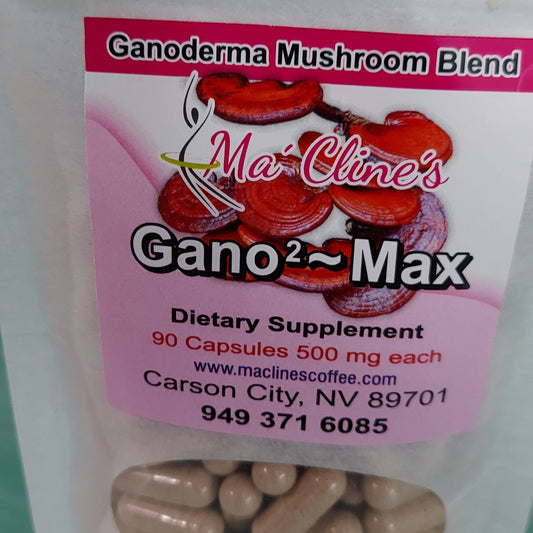 Ganoderma Mushroom Blend
Ma´ Cline´s
Gano²~Max
Dietary Supplement
90 Capsules 500 mg each
www.maclinescoffee.com
Carson City, NV 89701
949 371 6085